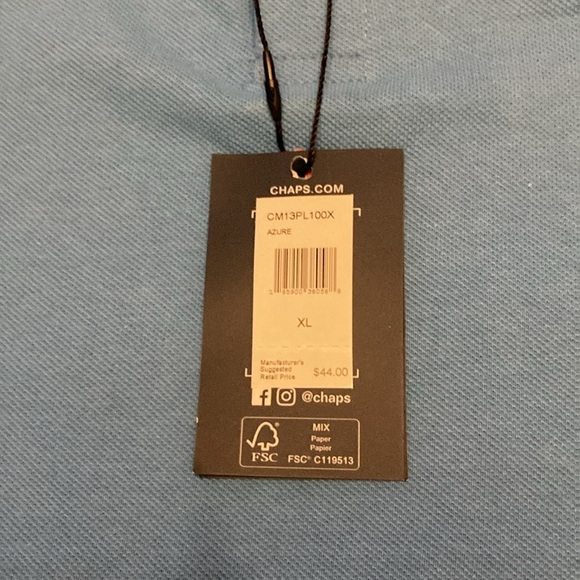 CHAPS.COM
CM13PL100X
AZURE
XL
Manufacturer's
Suggested
Retail Price $44.00
@chaps
FSC
MIX
Paper
Papier
FSC® C119513